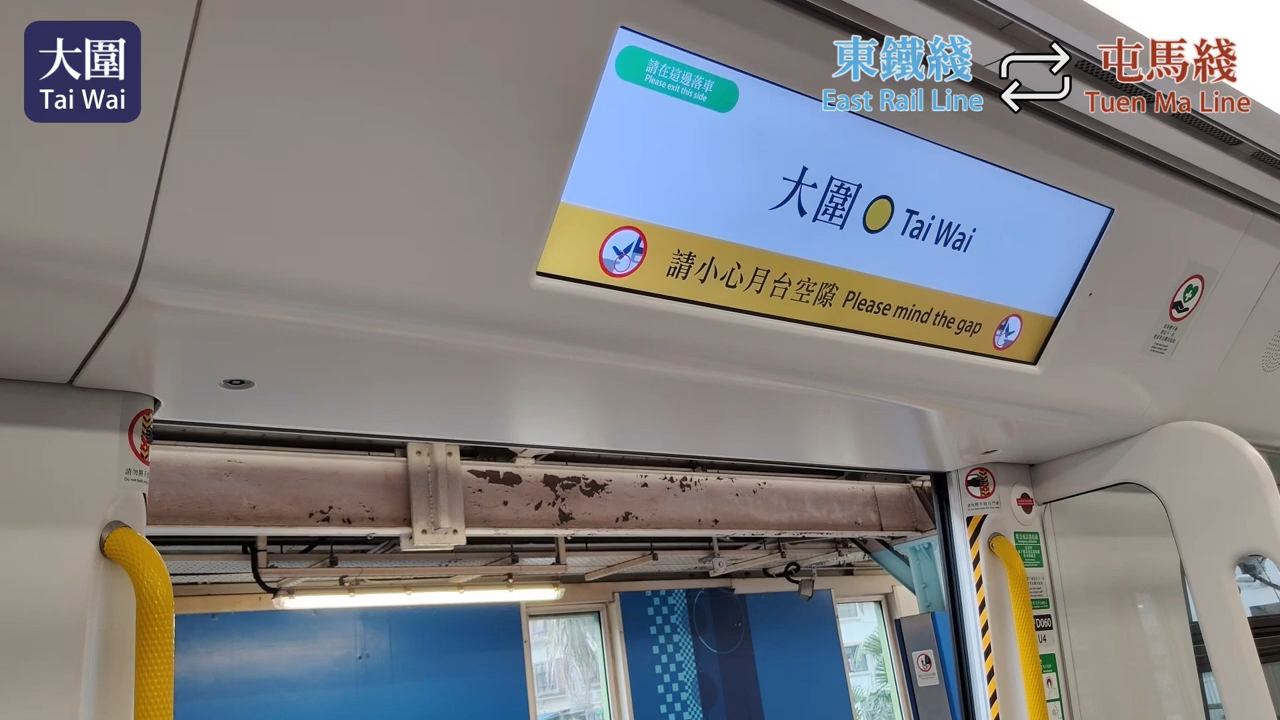 大圍
Tai Wai
東鐵綫
East Rail Line
屯馬綫
Tuen Ma Line
請在這邊落車
Please exit this side
大圍 Tai Wai
請小心月台空隙 Please mind the gap
D060
U4